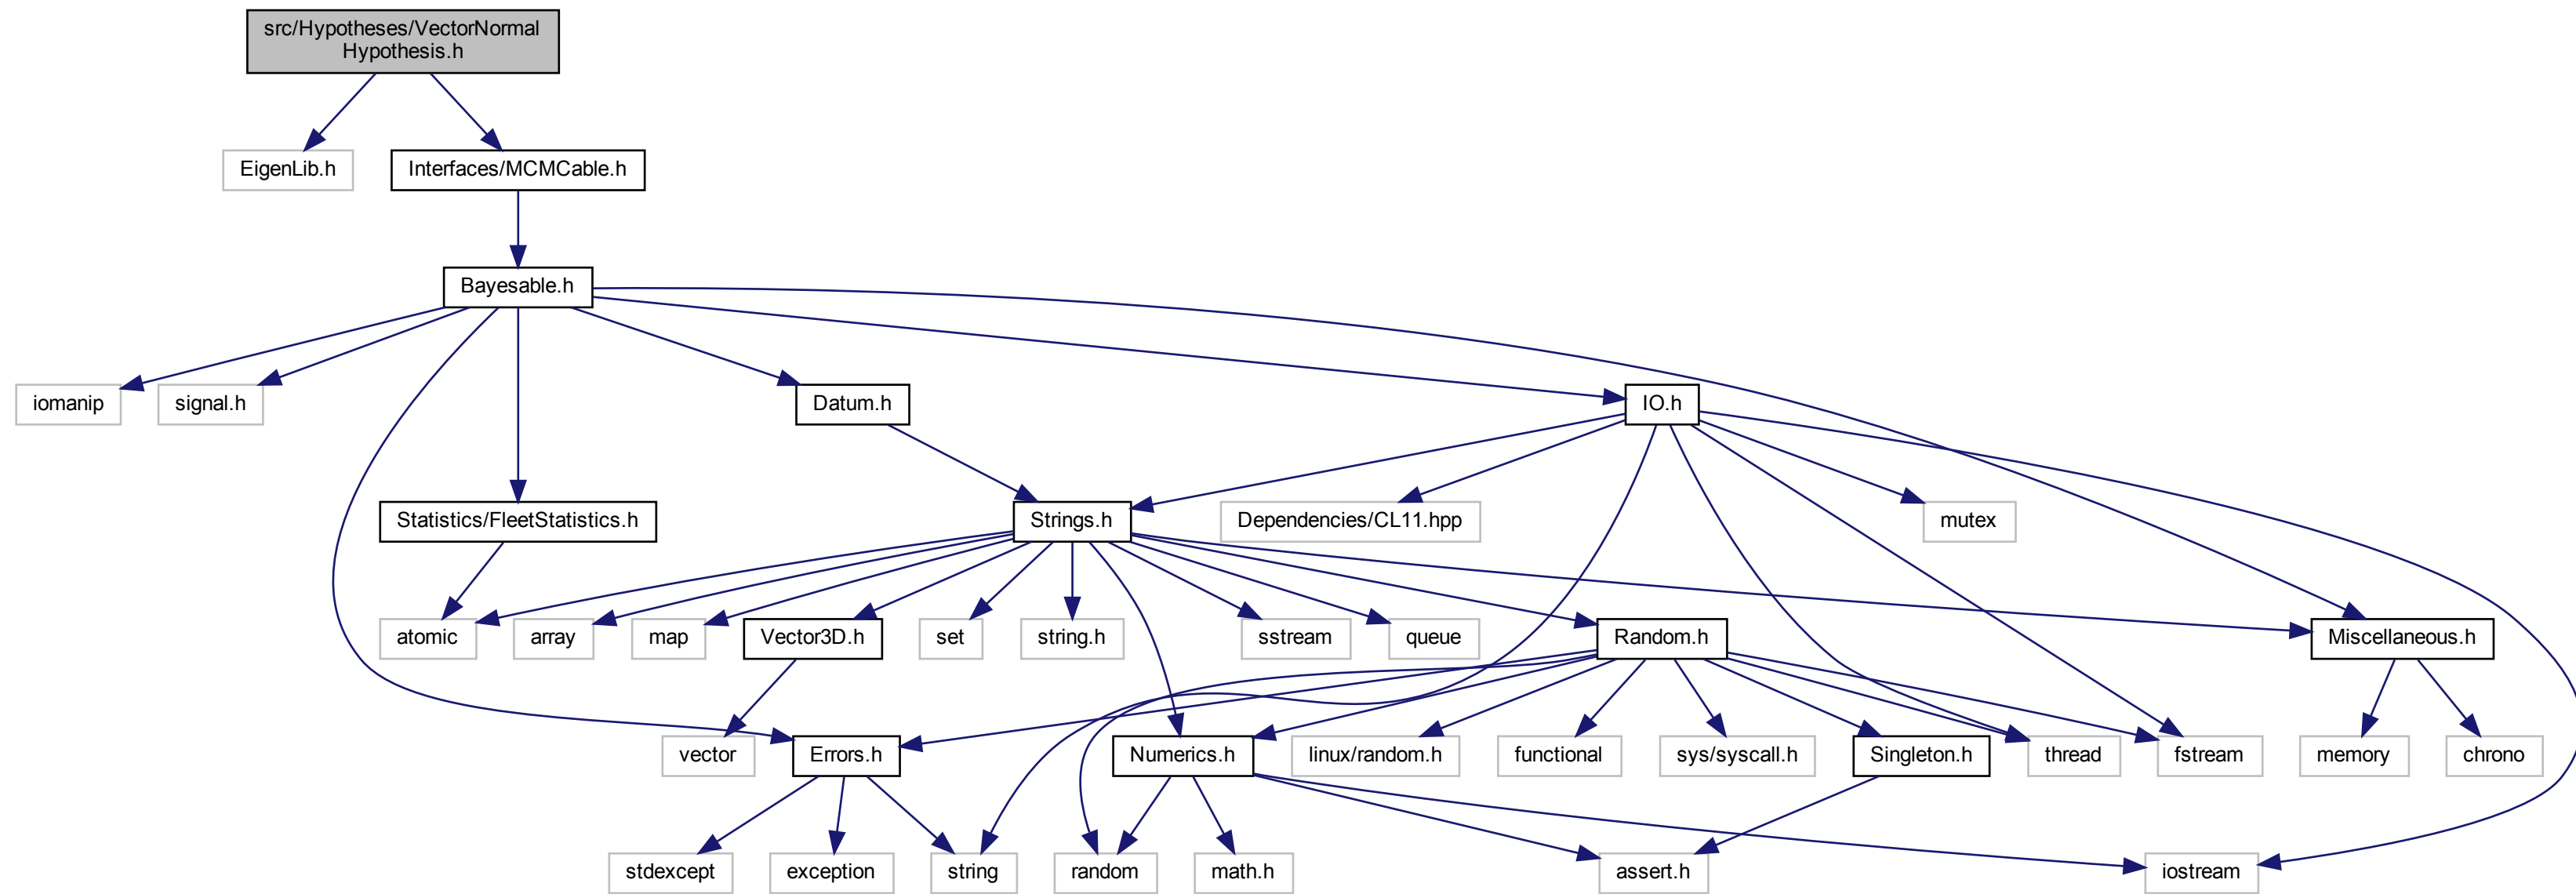 src/Hypotheses/VectorNormal
Hypothesis.h
EigenLib.h
Interfaces/MCMCable.h
Bayesable.h
iomanip
signal.h
Datum.h
IO.h
Statistics/FleetStatistics.h
Strings.h
Dependencies/CL11.hpp
mutex
atomic
array
map
Vector3D.h
set
string.h
sstream
queue
Random.h
Miscellaneous.h
vector
Errors.h
Numerics.h
linux/random.h
functional
sys/syscall.h
Singleton.h
thread
fstream
memory
chrono
stdexcept
exception
string
random
math.h
assert.h
iostream